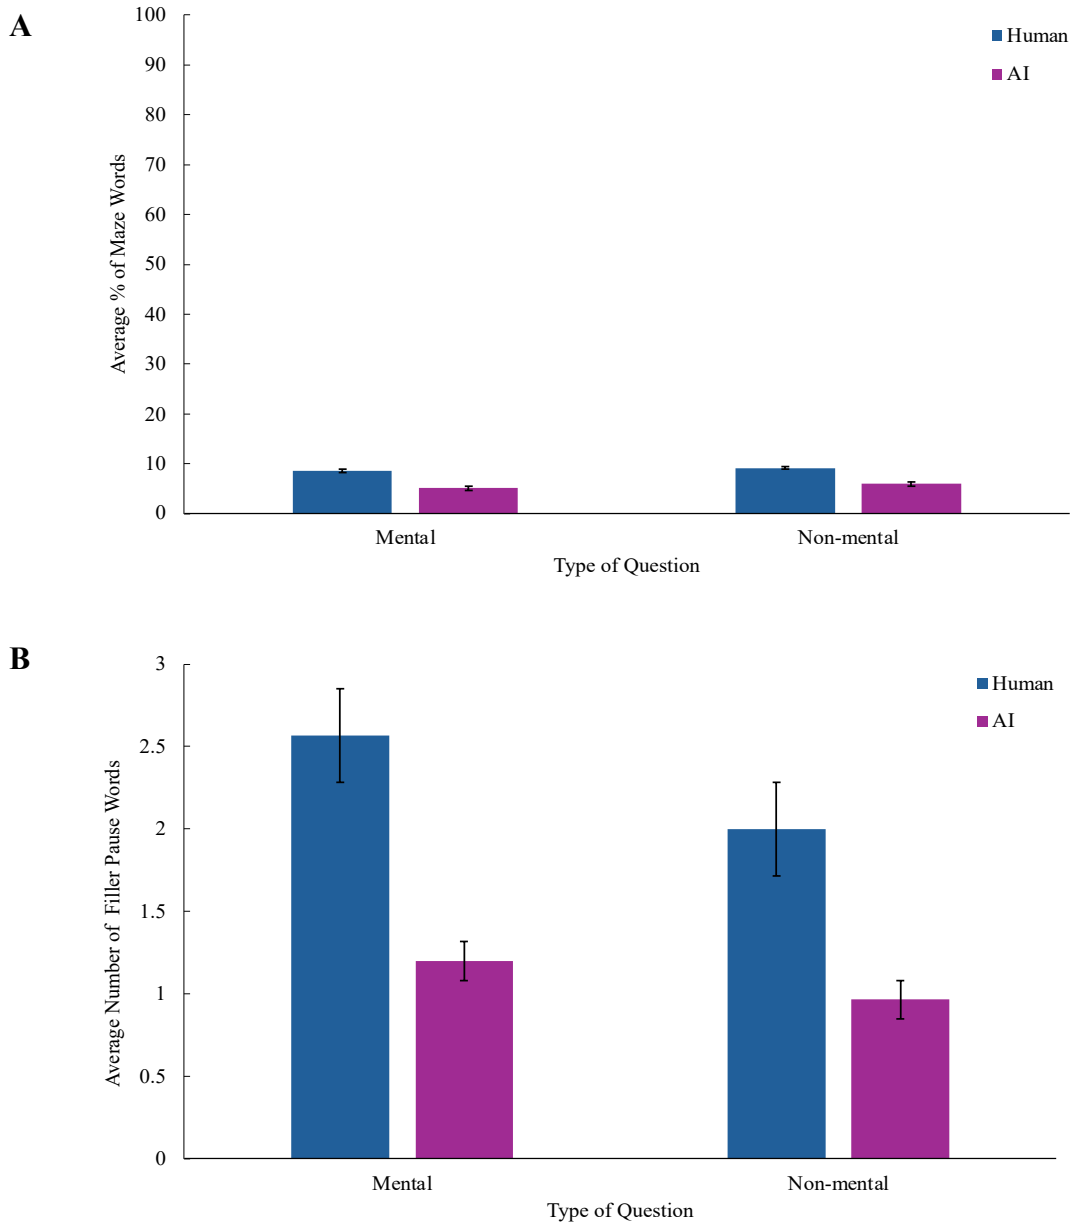 A
100
90
80
70
60
50
40
30
20
10
0
Average % of Maze Words
Human
AI
Mental Non-mental
Type of Question
B
3
2.5
2
1.5
1
0.5
0
Average Number of Filler Pause Words
Human
AI
Mental Non-mental
Type of Question